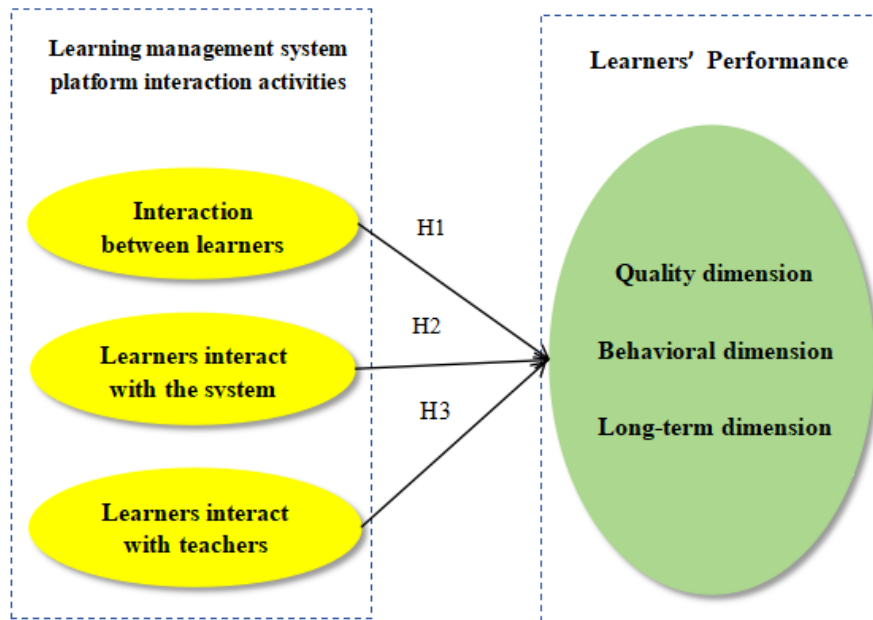 Learning management system
platform interaction activities
Interaction
between learners
Learners interact
with the system
Learners interact
with teachers
H1
H2
H3
Learners' Performance
Quality dimension
Behavioral dimension
Long-term dimension